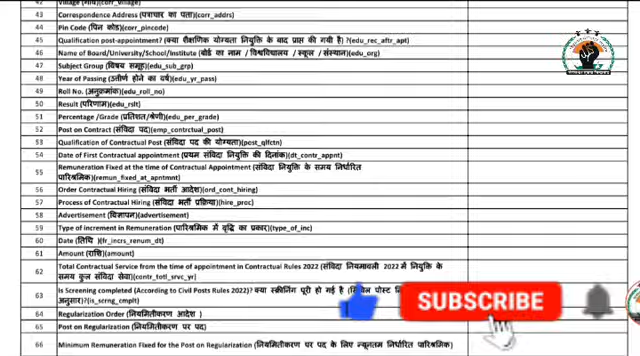 42 Village (गाँव)(corr_village)
43 Correspondence Address (पत्राचार का पता)(corr_addrs)
44 Pin Code (पिन कोड)(corr_pincode)
45 Qualification post-appointment? (क्या शैक्षणिक योग्यता नियुक्ति के बाद प्राप्त की गयी है) ?(edu_rec_aftr_apt)
46 Name of Board/University/School/Institute (बोर्ड का नाम / विश्वविद्यालय / स्कूल / संस्थान)(edu_org)
47 Subject Group (विषय समूह)(edu_sub_grp)
48 Year of Passing (उत्तीर्ण होने का वर्ष)(edu_yr_pass)
49 Roll No. (अनुक्रमांक)(edu_roll_no)
50 Result (परिणाम)(edu_rslt)
51 Percentage /Grade (प्रतिशत/श्रेणी)(edu_per_grade)
52 Post on Contract (संविदा पद)(emp_contrctual_post)
53 Qualification of Contractual Post (संविदा पद की योग्यता)(post_qlfctn)
54 Date of First Contractual appointment (प्रथम संविदा नियुक्ति की दिनांक)(dt_contr_appnt)
55 Remuneration Fixed at the time of Contractual Appointment (संविदा नियुक्ति के समय निर्धारित
पारिश्रमिक)(remun_fixed_at_apntmnt)
56 Order Contractual Hiring (संविदा भर्ती आदेश)(ord_cont_hiring)
57 Process of Contractual Hiring (संविदा भर्ती प्रक्रिया)(hire_proc)
58 Advertisement (विज्ञापन)(advertisement)
59 Type of increment in Remuneration (पारिश्रमिक में वृद्धि का प्रकार)(type_of_inc)
60 Date (तिथि )(fr_incrs_renum_dt)
61 Amount (राशि)(amount)
62 Total Contractual Service from the time of appointment in Contractual Rules 2022 (संविदा नियमावली 2022 में नियुक्ति के
समय कुल संविदा सेवा)(contr_totl_srvc_yr)
63 Is Screening completed (According to Civil Posts Rules 2022)? क्या स्क्रीनिंग पूरी हो गई है (सिविल पोस्ट
अनुसार)?(is_scrng_cmplt)
SUBSCRIBE
64 Regularization Order (नियमितीकरण आदेश )
65 Post on Regularization (नियमितीकरण पर पद)
66 Minimum Remuneration Fixed for the Post on Regularization (नियमितीकरण पर पद के लिए न्यूनतम निर्धारित पारिश्रमिक)